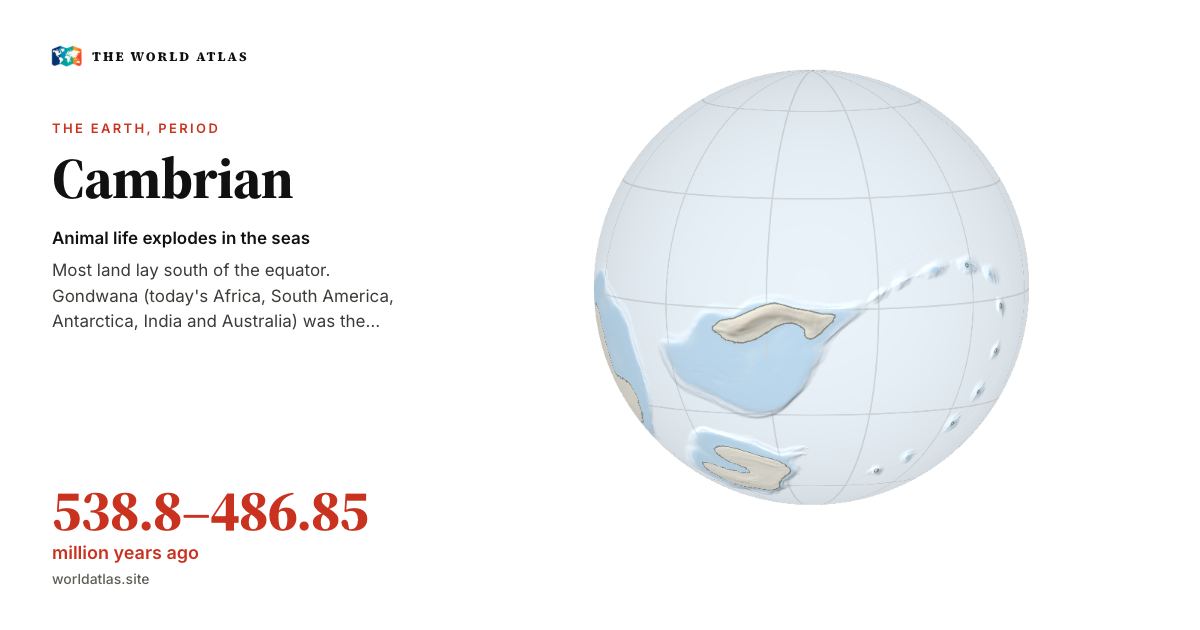 THE WORLD ATLAS
THE EARTH, PERIOD
Cambrian
Animal life explodes in the seas
Most land lay south of the equator.
Gondwana (today's Africa, South America,
Antarctica, India and Australia) was the...
538.8–486.85
million years ago
worldatlas.site